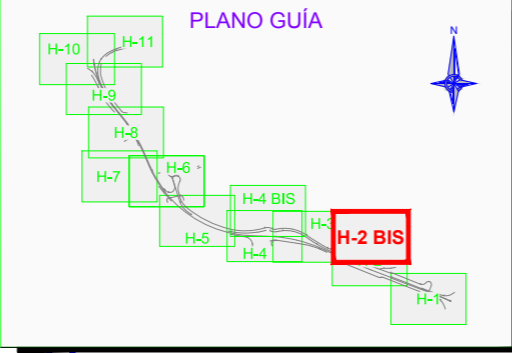 PLANO GUÍA
N
H-11
H-10
H-9
H-8
H-7
H-6
H-4 BIS
H-3
H-2 BIS
H-5
H-4
H-1